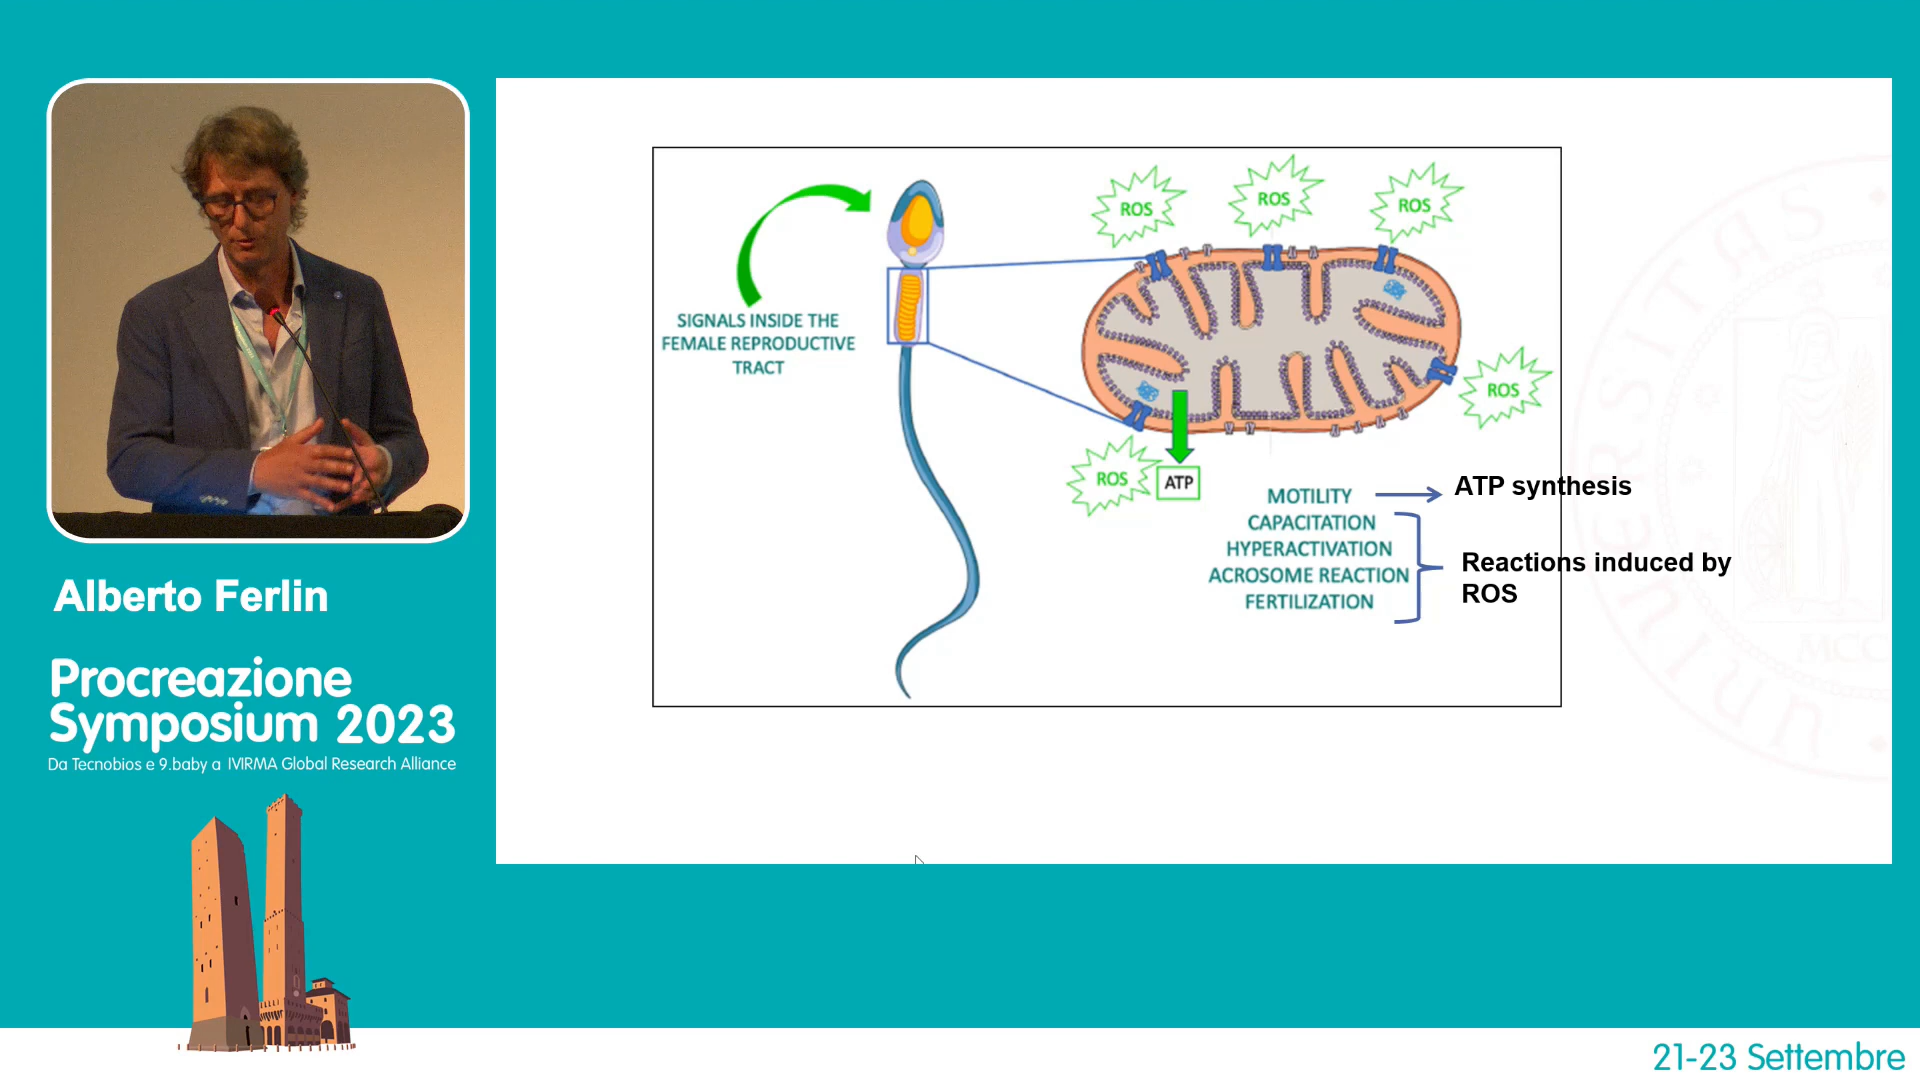 Alberto Ferlin
Procreazione
Symposium 2023
Da Tecnobios e 9.baby a IVIRMA Global Research Alliance
SIGNALS INSIDE THE
FEMALE REPRODUCTIVE
TRACT
ROS
ROS
ROS
ROS
ROS
ATP
MOTILITY
CAPACITATION
HYPERACTIVATION
ACROSOME REACTION
FERTILIZATION
ATP synthesis
Reactions induced by
ROS
MCC
21-23 Settembre